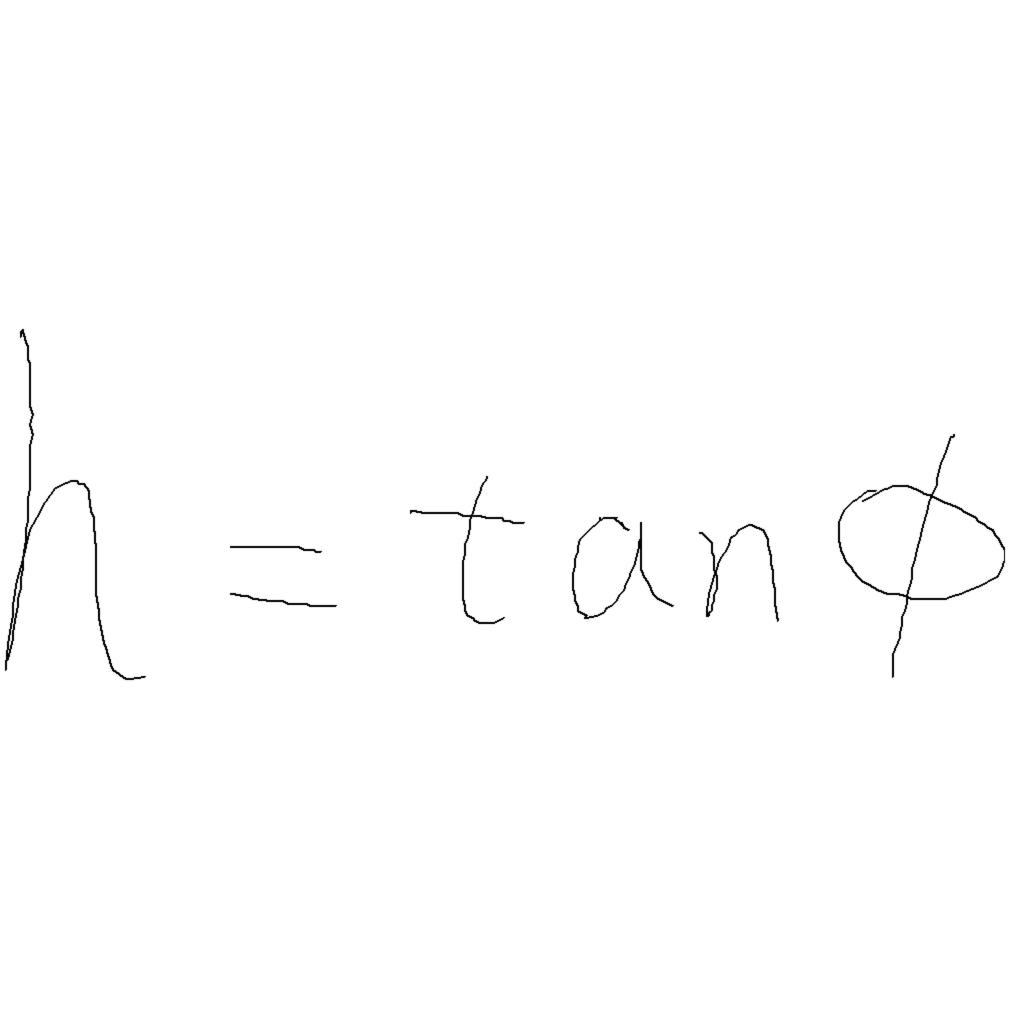 h = tan ϕ